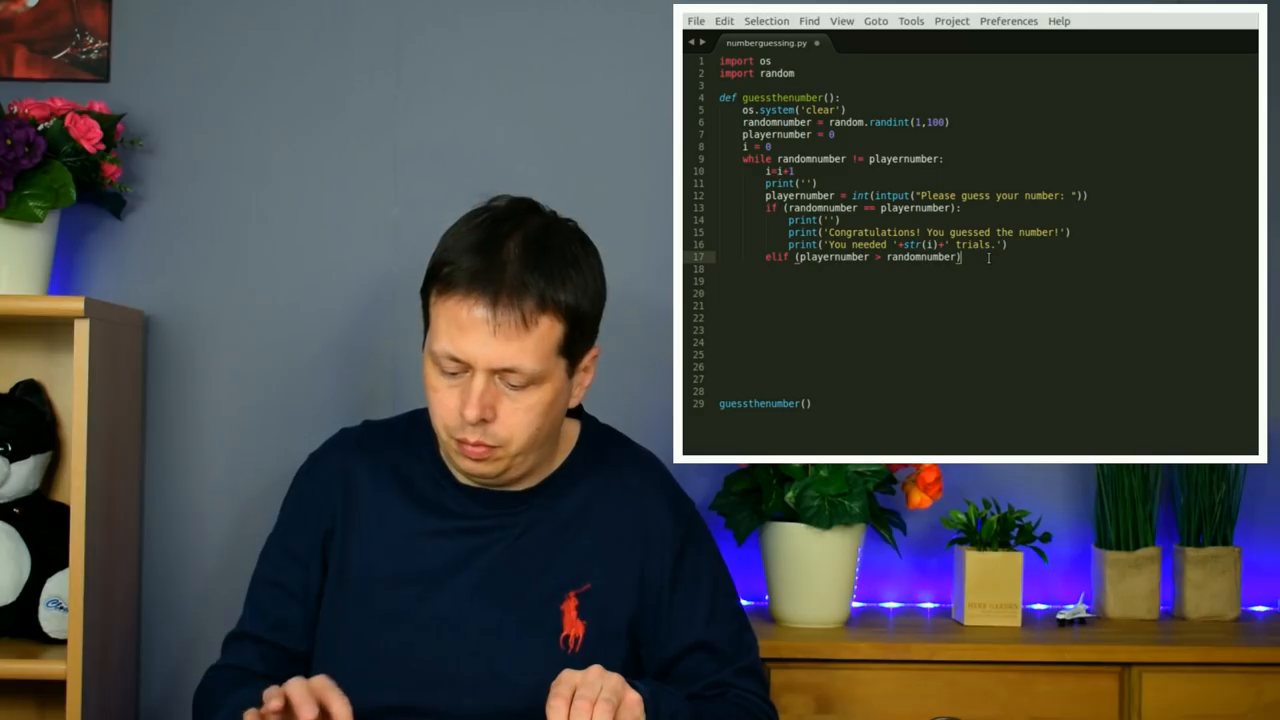 File Edit Selection Find View Goto Tools Project Preferences Help
numberguessing.py
1 import os
2 import random
3
4 def guessthenumber():
5 os.system('clear')
6 randomnumber = random.randint(1,100)
7 playernumber = 0
8 i = 0
9 while randomnumber != playernumber:
10 i=i+1
11 print('')
12 playernumber = int(intput("Please guess your number: "))
13 if (randomnumber == playernumber):
14 print('')
15 print('Congratulations! You guessed the number!')
16 print('You needed '+str(i)+' trials.')
17 elif (playernumber > randomnumber)
18
19
20
21
22
23
24
25
26
27
28
29 guessthenumber()